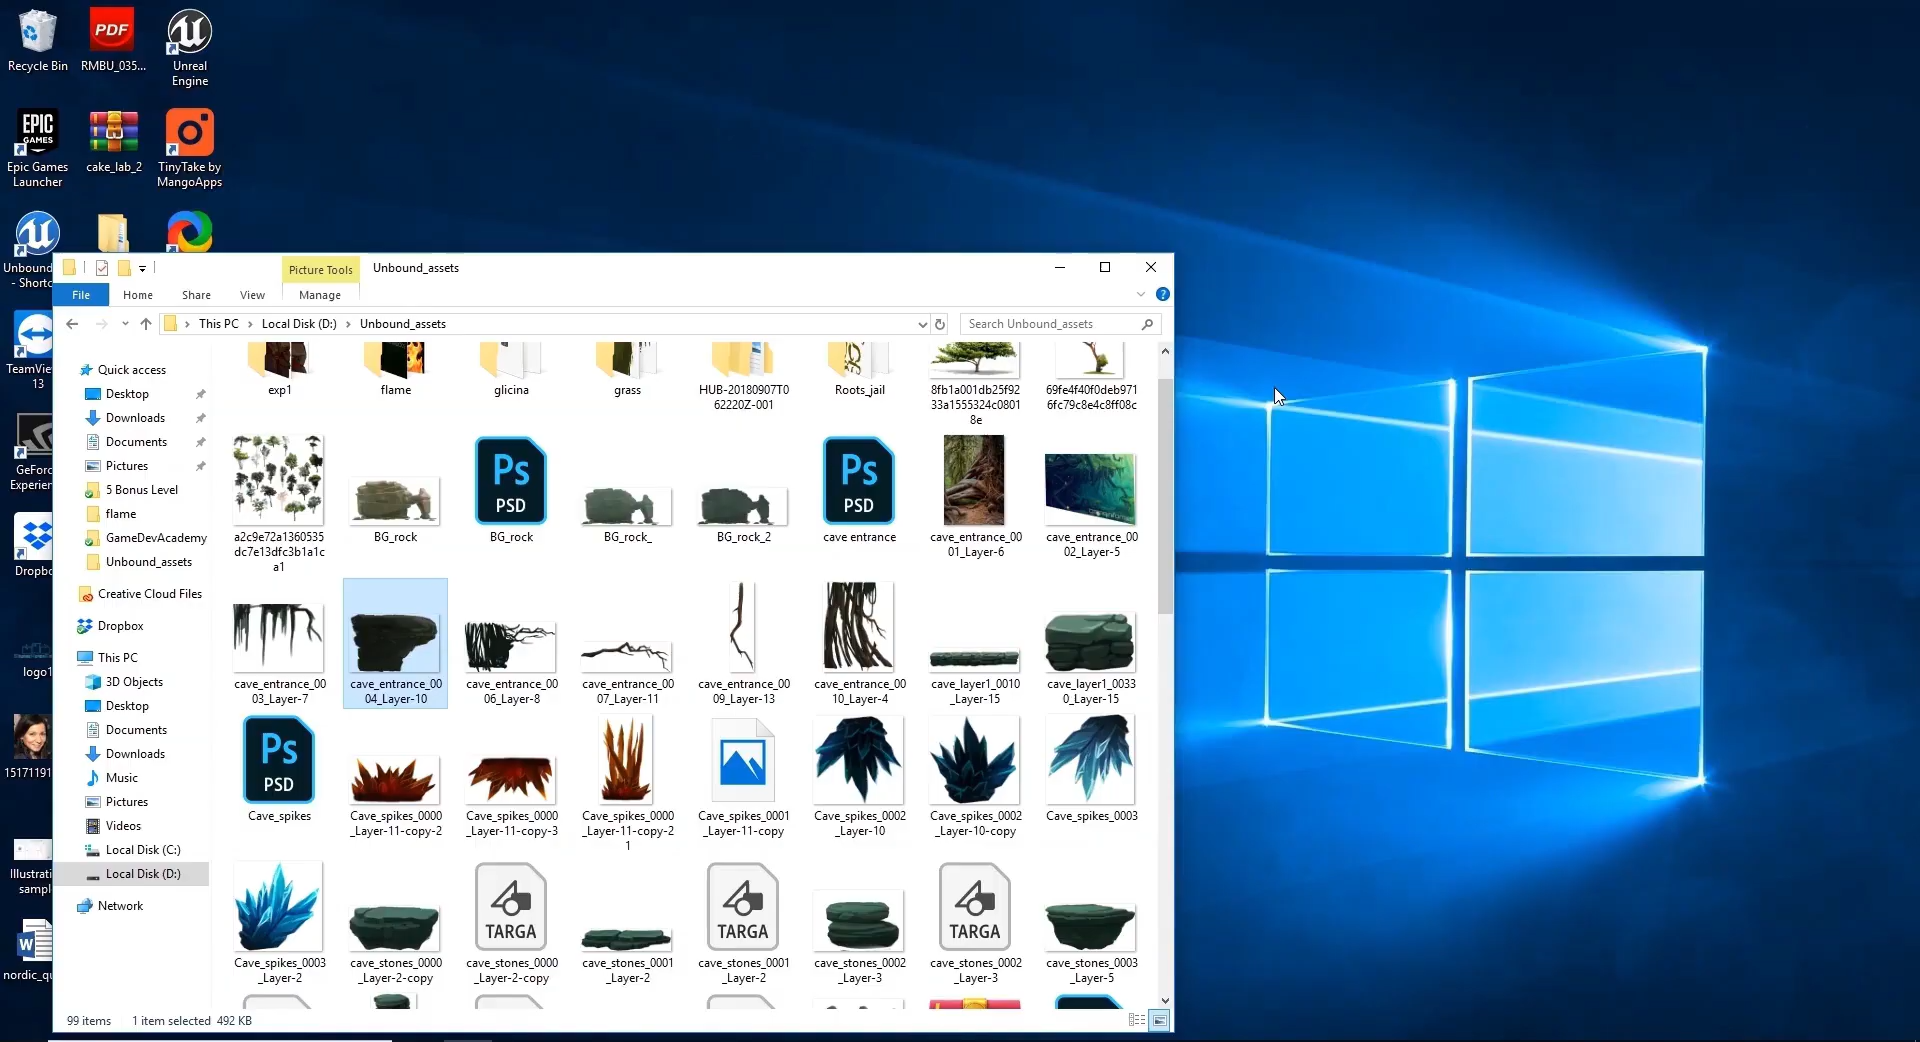 Recycle Bin
PDF
RMBU_035...
Unreal
Engine
EPIC
GAMES
Epic Games
Launcher
cake_lab_2
TinyTake by
MangoApps
Unbound
- Shortc
TeamVie
13
GeForc
Experien
Dropbo
logo1
15171191
Illustrati
sampl
W
nordic_qu
Picture Tools
Unbound_assets
File
Home
Share
View
Manage
?
This PC
Local Disk (D:)
Unbound_assets
Search Unbound_assets
Quick access
Desktop
Downloads
Documents
Pictures
5 Bonus Level
flame
GameDevAcademy
Unbound_assets
Creative Cloud Files
Dropbox
This PC
3D Objects
Desktop
Documents
Downloads
Music
Pictures
Videos
Local Disk (C:)
Local Disk (D:)
Network
exp1
flame
glicina
grass
HUB-20180907T0
62220Z-001
Roots_jail
8fb1a001db25f92
33a1555324c0801
8e
69fe4f40f0deb971
6fc79c8e4c8ff08c
a2c9e72a1360535
dc7e13dfc3b1a1c
a1
BG_rock
Ps
PSD
BG_rock
BG_rock_
BG_rock_2
Ps
PSD
cave entrance
cave_entrance_00
01_Layer-6
cave_entrance_00
02_Layer-5
cave_entrance_00
03_Layer-7
cave_entrance_00
04_Layer-10
cave_entrance_00
06_Layer-8
cave_entrance_00
07_Layer-11
cave_entrance_00
09_Layer-13
cave_entrance_00
10_Layer-4
cave_layer1_0010
_Layer-15
cave_layer1_0033
0_Layer-15
Ps
PSD
Cave_spikes
Cave_spikes_0000
_Layer-11-copy-2
Cave_spikes_0000
_Layer-11-copy-3
Cave_spikes_0000
_Layer-11-copy-2
1
Cave_spikes_0001
_Layer-11-copy
Cave_spikes_0002
_Layer-10
Cave_spikes_0002
_Layer-10-copy
Cave_spikes_0003
Cave_spikes_0003
_Layer-2
cave_stones_0000
_Layer-2-copy
TARGA
cave_stones_0000
_Layer-2-copy
cave_stones_0001
_Layer-2
TARGA
cave_stones_0001
_Layer-2
cave_stones_0002
_Layer-3
TARGA
cave_stones_0002
_Layer-3
cave_stones_0003
_Layer-5
99 items
1 item selected 492 KB